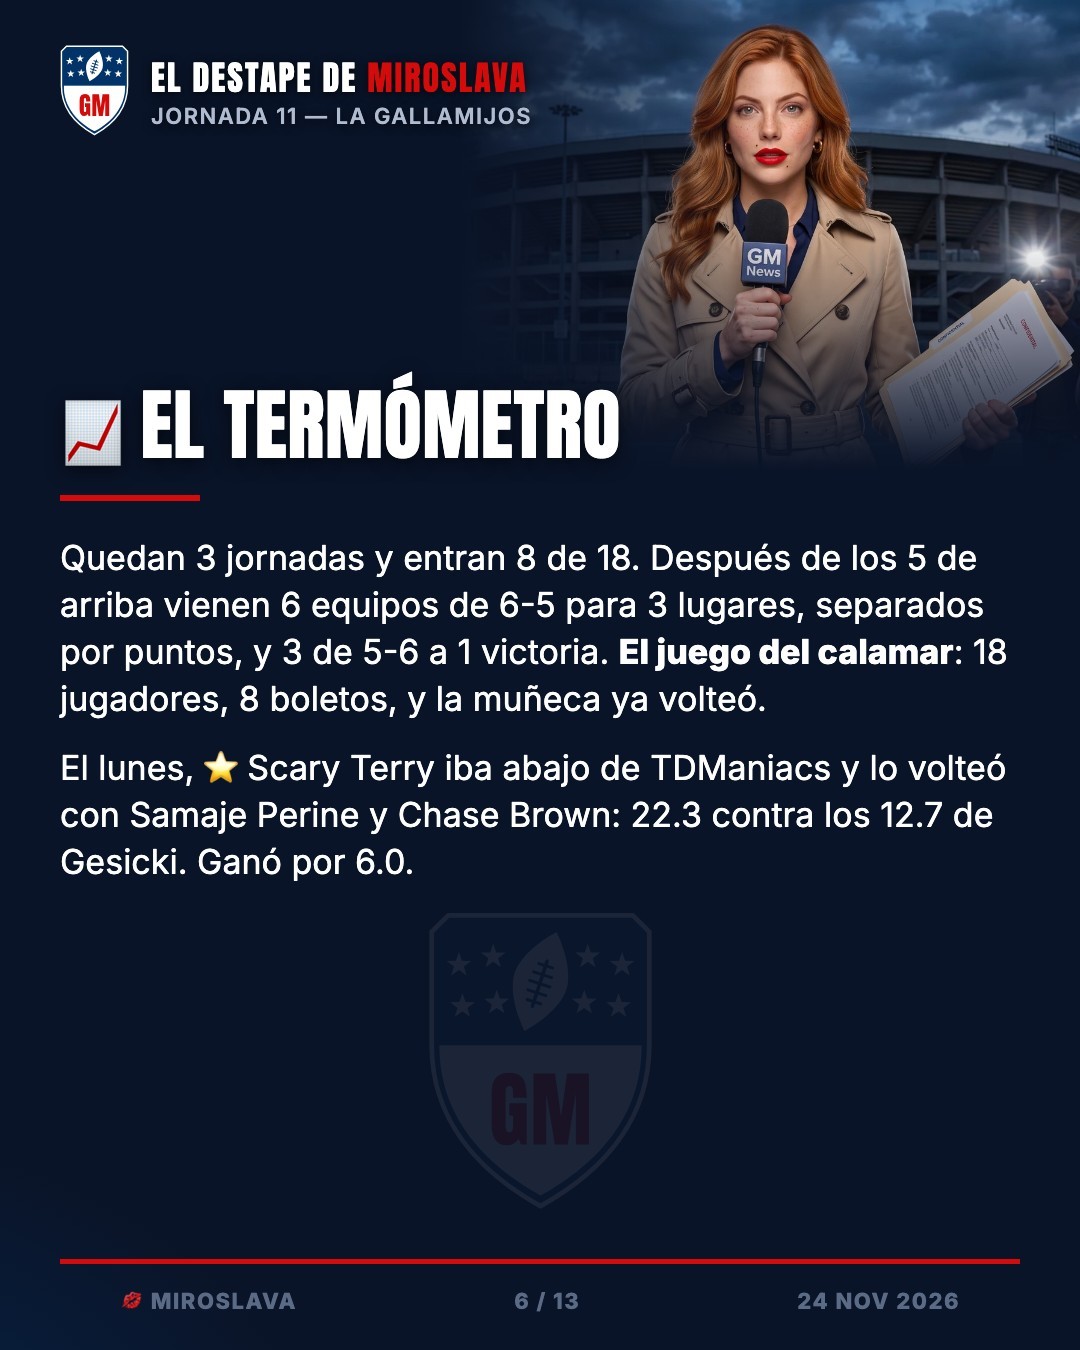 GM
EL DESTAPE DE MIROSLAVA
JORNADA 11 — LA GALLAMIJOS
GM
News
CONFIDENTIAL
📈 EL TERMÓMETRO
Quedan 3 jornadas y entran 8 de 18. Después de los 5 de
arriba vienen 6 equipos de 6-5 para 3 lugares, separados
por puntos, y 3 de 5-6 a 1 victoria. El juego del calamar: 18
jugadores, 8 boletos, y la muñeca ya volteó.
El lunes, ⭐ Scary Terry iba abajo de TDManiacs y lo volteó
con Samaje Perine y Chase Brown: 22.3 contra los 12.7 de
Gesicki. Ganó por 6.0.
GM
💋 MIROSLAVA
6 / 13
24 NOV 2026